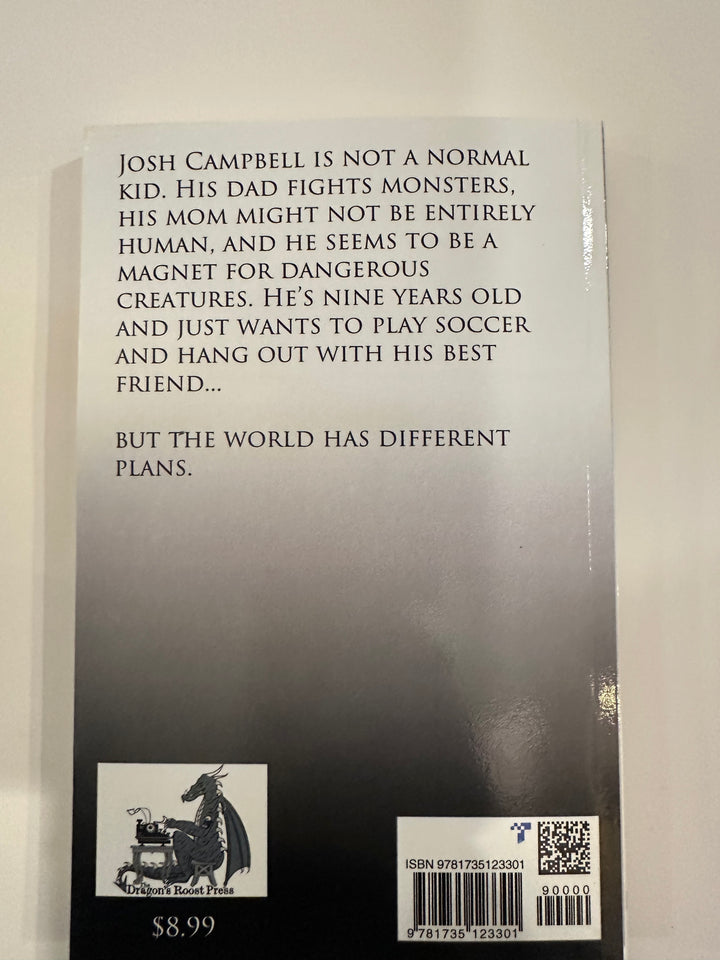 Josh Campbell is not a normal
kid. His dad fights monsters,
his mom might not be entirely
human, and he seems to be a
magnet for dangerous
creatures. He’s nine years old
and just wants to play soccer
and hang out with his best
friend...
but the world has different
plans.
The
Dragon's Roost Press
$8.99
ISBN 9781735123301
90000
9 781735 123301